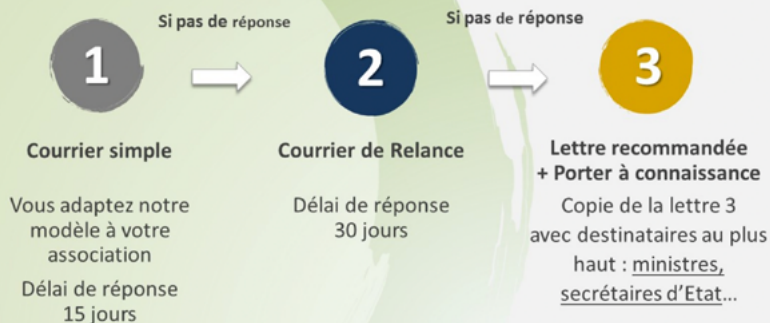 Si pas de réponse
Si pas de réponse
1
2
3
Courrier simple
Vous adaptez notre
modèle à votre
association
Délai de réponse
15 jours
Courrier de Relance
Délai de réponse
30 jours
Lettre recommandée
+ Porter à connaissance
Copie de la lettre 3
avec destinataires au plus
haut : ministres,
secrétaires d'Etat...